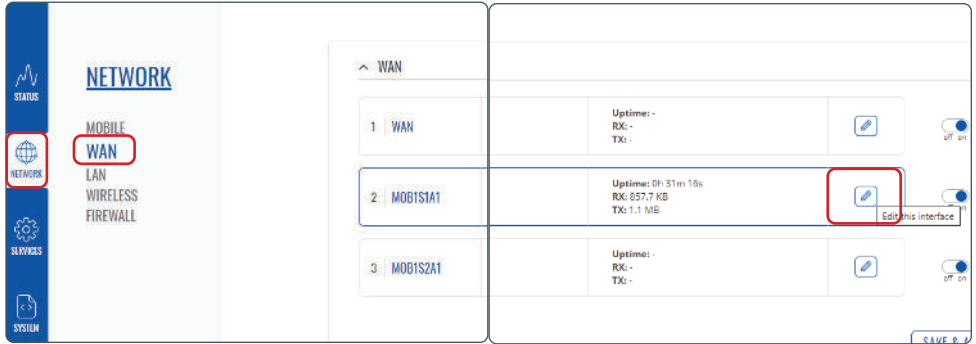 STATUS
NETWORK
SERVICES
SYSTEM
NETWORK
MOBILE
WAN
LAN
WIRELESS
FIREWALL
WAN
1 WAN
Uptime: -
RX: -
TX: -
off on
2 MOB1S1A1
Uptime: 0h 31m 16s
RX: 857.7 KB
TX: 1.1 MB
Edit this interface
on
3 MOB1S2A1
Uptime: -
RX: -
TX: -
off on
SAVE &